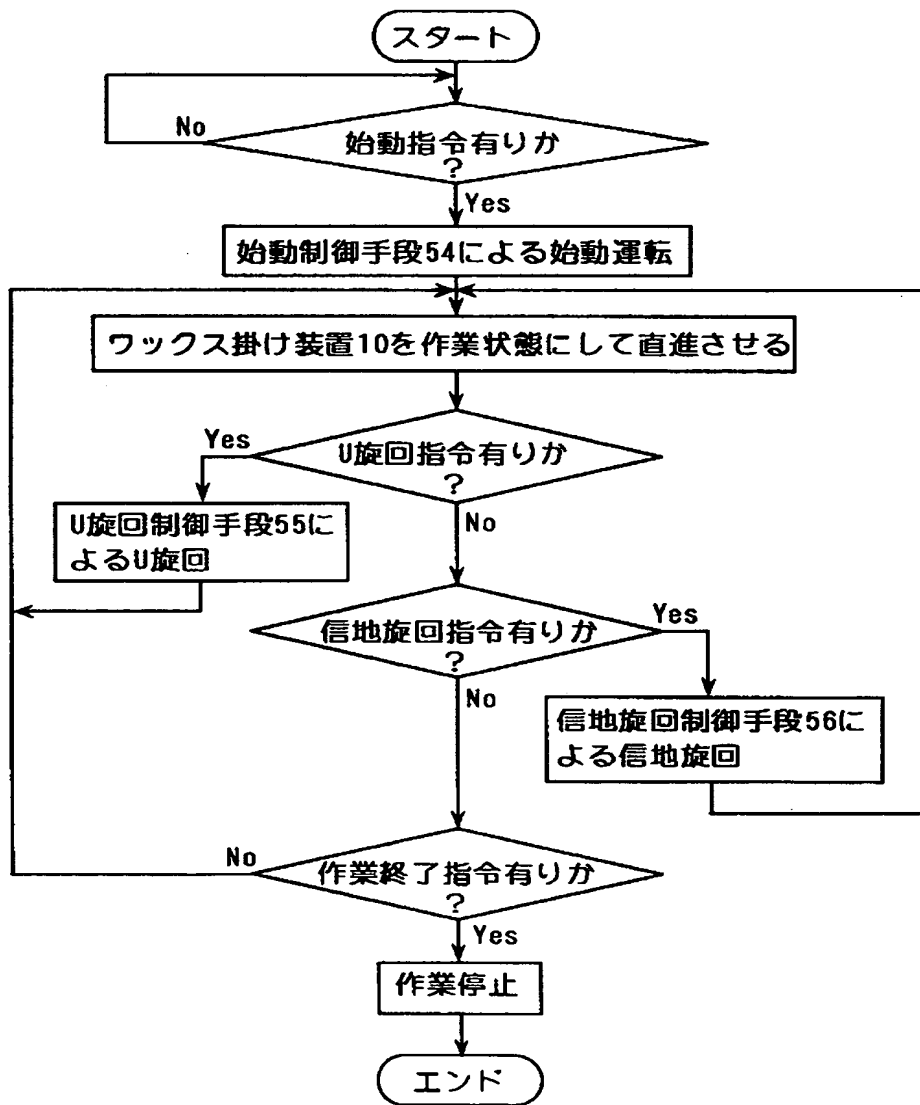 スタート
No
始動指令有りか
?
Yes
始動制御手段54による始動運転
ワックス掛け装置10を作業状態にして直進させる
Yes
U旋回指令有りか
?
No
U旋回制御手段55に
よるU旋回
信地旋回指令有りか
?
Yes
No
信地旋回制御手段56に
よる信地旋回
No
作業終了指令有りか
?
Yes
作業停止
エンド